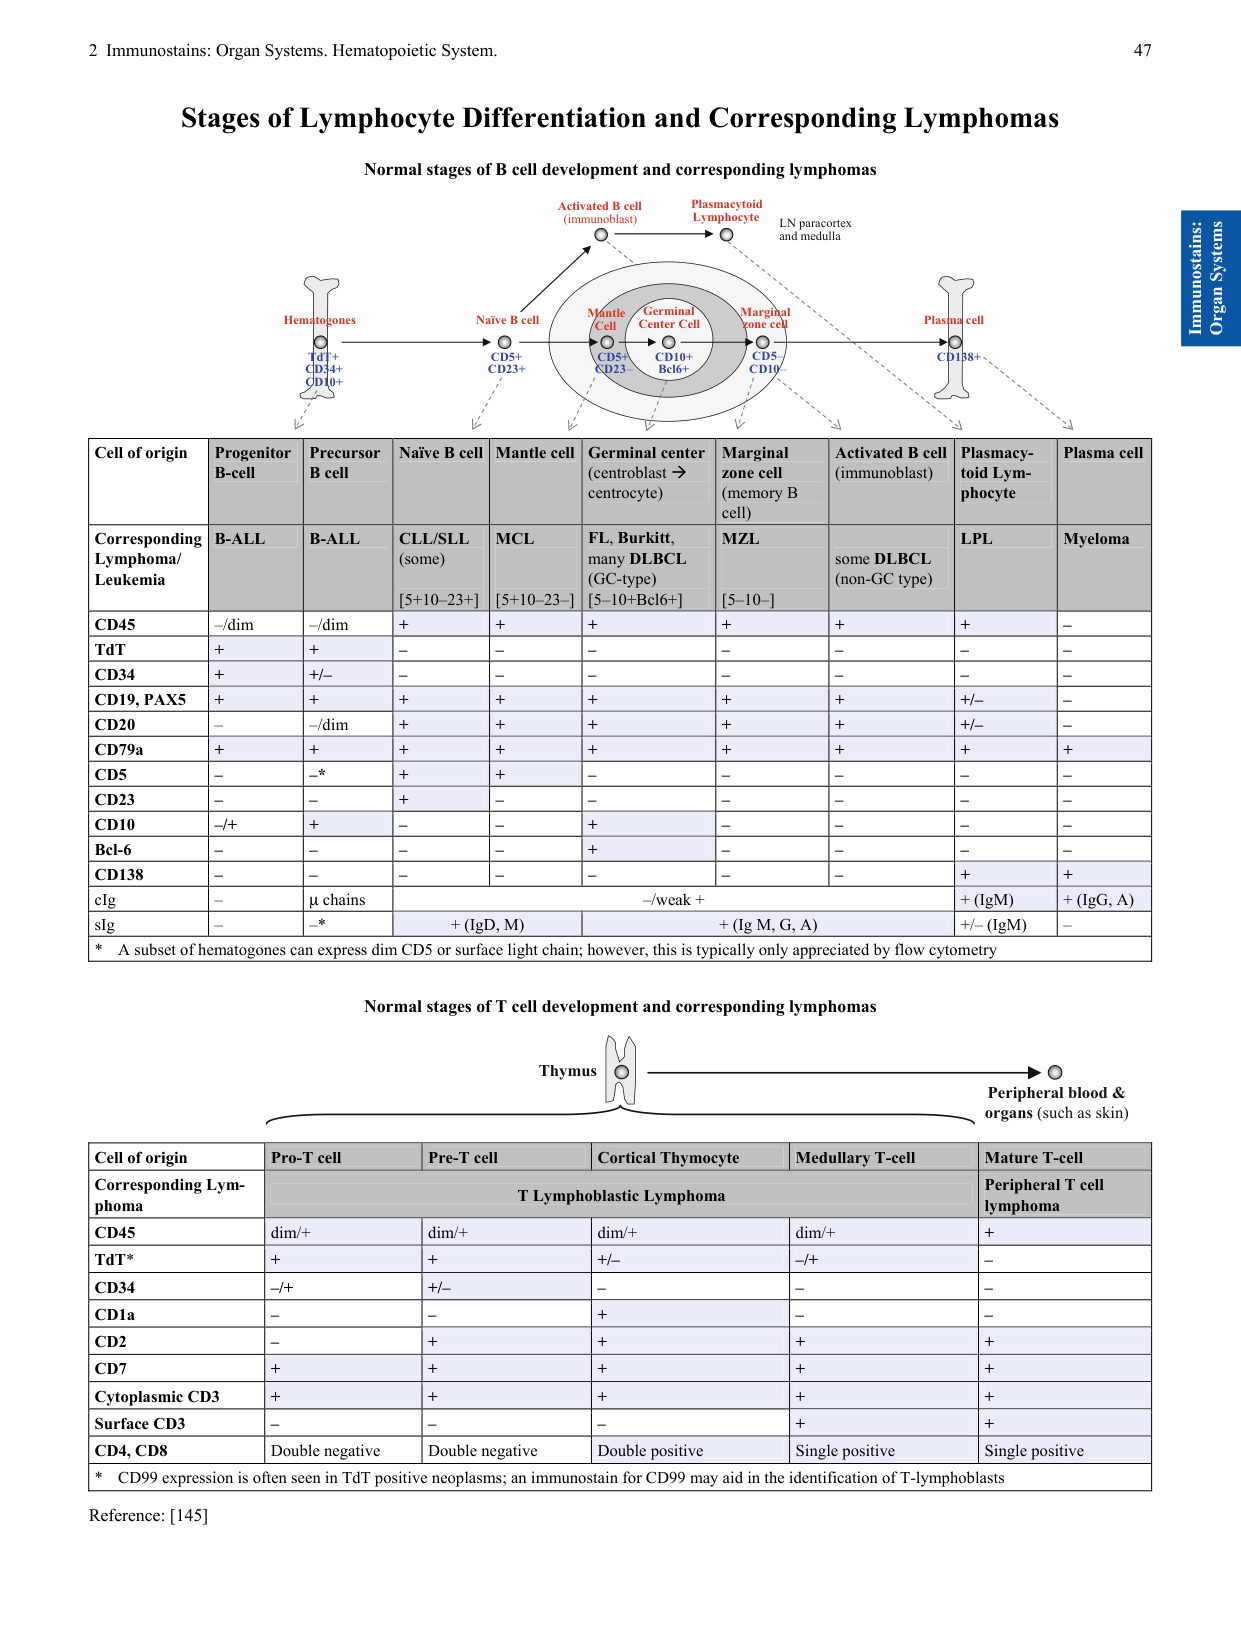 2 Immunostains: Organ Systems. Hematopoietic System. 47
Stages of Lymphocyte Differentiation and Corresponding Lymphomas
Normal stages of B cell development and corresponding lymphomas
Activated B cell
(immunoblast)
Plasmacytoid
Lymphocyte
LN paracortex
and medulla
Immunostains:
Organ Systems
Hematogones
TdT+
CD34+
CD10+
Naïve B cell
CD5+
CD23+
Mantle
Cell
CD5+
CD23–
Germinal
Center Cell
CD10+
Bcl6+
Marginal
zone cell
CD5–
CD10–
Plasma cell
CD138+
Cell of origin | Progenitor B-cell | Precursor B cell | Naïve B cell | Mantle cell | Germinal center (centroblast → centrocyte) | Marginal zone cell (memory B cell) | Activated B cell (immunoblast) | Plasmacy-toid Lym-phocyte | Plasma cell
Corresponding Lymphoma/ Leukemia | B-ALL | B-ALL | CLL/SLL (some) [5+10–23+] | MCL [5+10–23–] | FL, Burkitt, many DLBCL (GC-type) [5–10+Bcl6+] | MZL [5–10–] | some DLBCL (non-GC type) | LPL | Myeloma
CD45 | –/dim | –/dim | + | + | + | + | + | + | –
TdT | + | + | – | – | – | – | – | – | –
CD34 | + | +/– | – | – | – | – | – | – | –
CD19, PAX5 | + | + | + | + | + | + | + | +/– | –
CD20 | – | –/dim | + | + | + | + | + | +/– | –
CD79a | + | + | + | + | + | + | + | + | +
CD5 | – | –* | + | + | – | – | – | – | –
CD23 | – | – | + | – | – | – | – | – | –
CD10 | –/+ | + | – | – | + | – | – | – | –
Bcl-6 | – | – | – | – | + | – | – | – | –
CD138 | – | – | – | – | – | – | – | + | +
cIg | – | μ chains | –/weak + | + (IgM) | + (IgG, A)
sIg | – | –* | + (IgD, M) | + (Ig M, G, A) | +/– (IgM) | –
* A subset of hematogones can express dim CD5 or surface light chain; however, this is typically only appreciated by flow cytometry
Normal stages of T cell development and corresponding lymphomas
Thymus
Peripheral blood &
organs (such as skin)
Cell of origin | Pro-T cell | Pre-T cell | Cortical Thymocyte | Medullary T-cell | Mature T-cell
Corresponding Lym-phoma | T Lymphoblastic Lymphoma | Peripheral T cell lymphoma
CD45 | dim/+ | dim/+ | dim/+ | dim/+ | +
TdT* | + | + | +/– | –/+ | –
CD34 | –/+ | +/– | – | – | –
CD1a | – | – | + | – | –
CD2 | – | + | + | + | +
CD7 | + | + | + | + | +
Cytoplasmic CD3 | + | + | + | + | +
Surface CD3 | – | – | – | + | +
CD4, CD8 | Double negative | Double negative | Double positive | Single positive | Single positive
* CD99 expression is often seen in TdT positive neoplasms; an immunostain for CD99 may aid in the identification of T-lymphoblasts
Reference: [145]